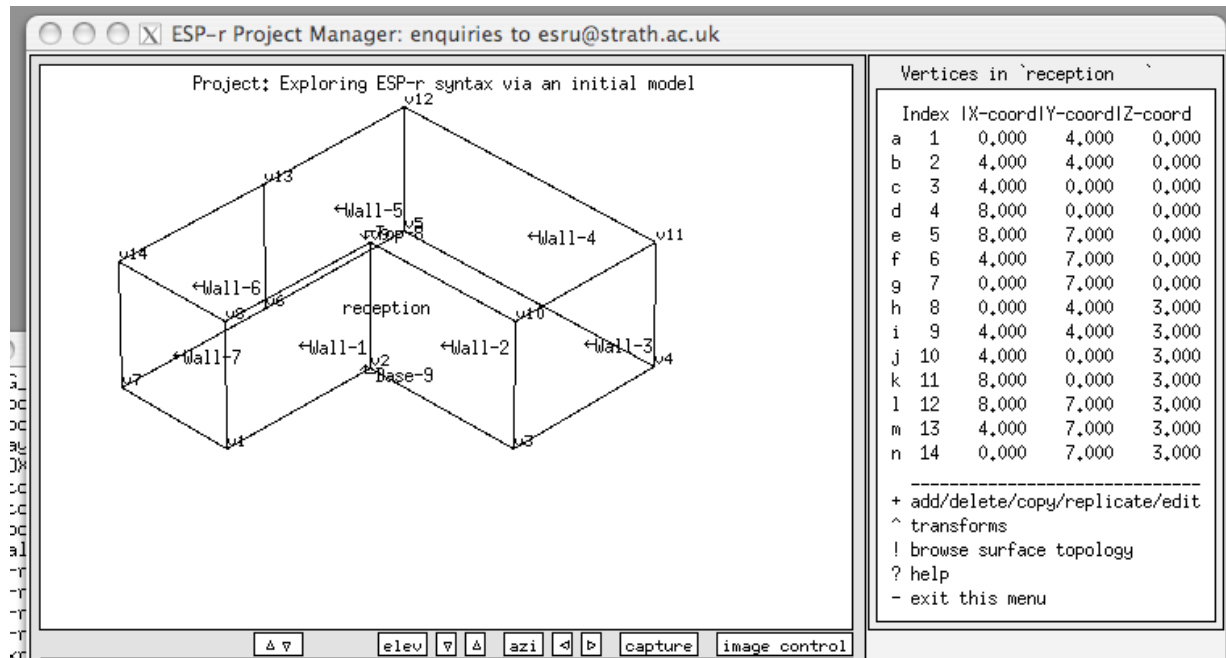 ESP-r Project Manager: enquiries to esru@strath.ac.uk
Project: Exploring ESP-r syntax via an initial model
v12
v13
←Wall-5
v5
Top-8
←Wall-4
v11
v14
←Wall-6
v6
reception
v8
v10
←Wall-7
←Wall-1
←Wall-2
←Wall-3
v2
v4
v7
Base-9
v1
v3
△ ▽
elev ▽ △
azi ◁ ▷
capture
image control
Vertices in `reception `
Index |X-coord|Y-coord|Z-coord
a 1 0.000 4.000 0.000
b 2 4.000 4.000 0.000
c 3 4.000 0.000 0.000
d 4 8.000 0.000 0.000
e 5 8.000 7.000 0.000
f 6 4.000 7.000 0.000
g 7 0.000 7.000 0.000
h 8 0.000 4.000 3.000
i 9 4.000 4.000 3.000
j 10 4.000 0.000 3.000
k 11 8.000 0.000 3.000
l 12 8.000 7.000 3.000
m 13 4.000 7.000 3.000
n 14 0.000 7.000 3.000
+ add/delete/copy/replicate/edit
^ transforms
! browse surface topology
? help
- exit this menu